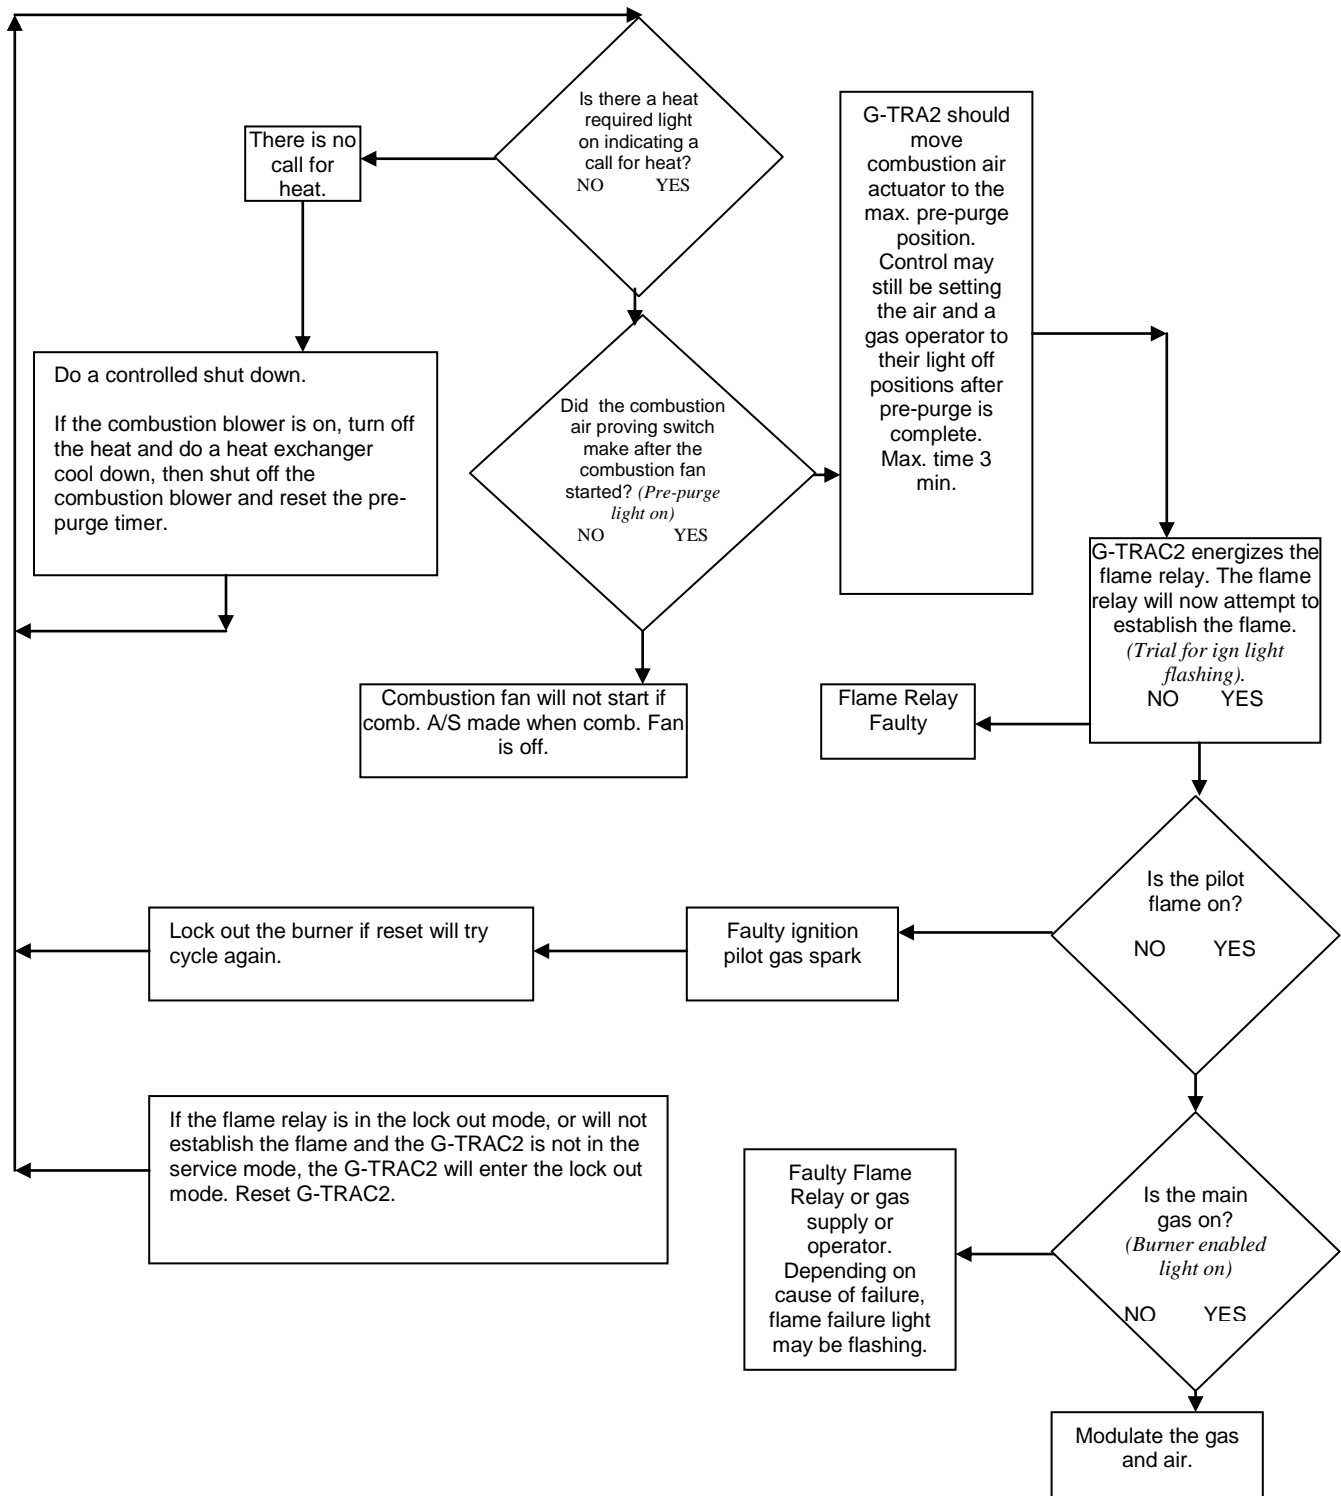 Is there a heat
required light
on indicating a
call for heat?
NO YES
There is no
call for
heat.
G-TRA2 should
move
combustion air
actuator to the
max. pre-purge
position.
Control may
still be setting
the air and a
gas operator to
their light off
positions after
pre-purge is
complete.
Max. time 3
min.
Do a controlled shut down.
If the combustion blower is on, turn off
the heat and do a heat exchanger
cool down, then shut off the
combustion blower and reset the pre-
purge timer.
Did the combustion
air proving switch
make after the
combustion fan
started? (Pre-purge
light on)
NO YES
G-TRAC2 energizes the
flame relay. The flame
relay will now attempt to
establish the flame.
(Trial for ign light
flashing).
NO YES
Combustion fan will not start if
comb. A/S made when comb. Fan
is off.
Flame Relay
Faulty
Is the pilot
flame on?
NO YES
Faulty ignition
pilot gas spark
Lock out the burner if reset will try
cycle again.
If the flame relay is in the lock out mode, or will not
establish the flame and the G-TRAC2 is not in the
service mode, the G-TRAC2 will enter the lock out
mode. Reset G-TRAC2.
Is the main
gas on?
(Burner enabled
light on)
NO YES
Faulty Flame
Relay or gas
supply or
operator.
Depending on
cause of failure,
flame failure light
may be flashing.
Modulate the gas
and air.